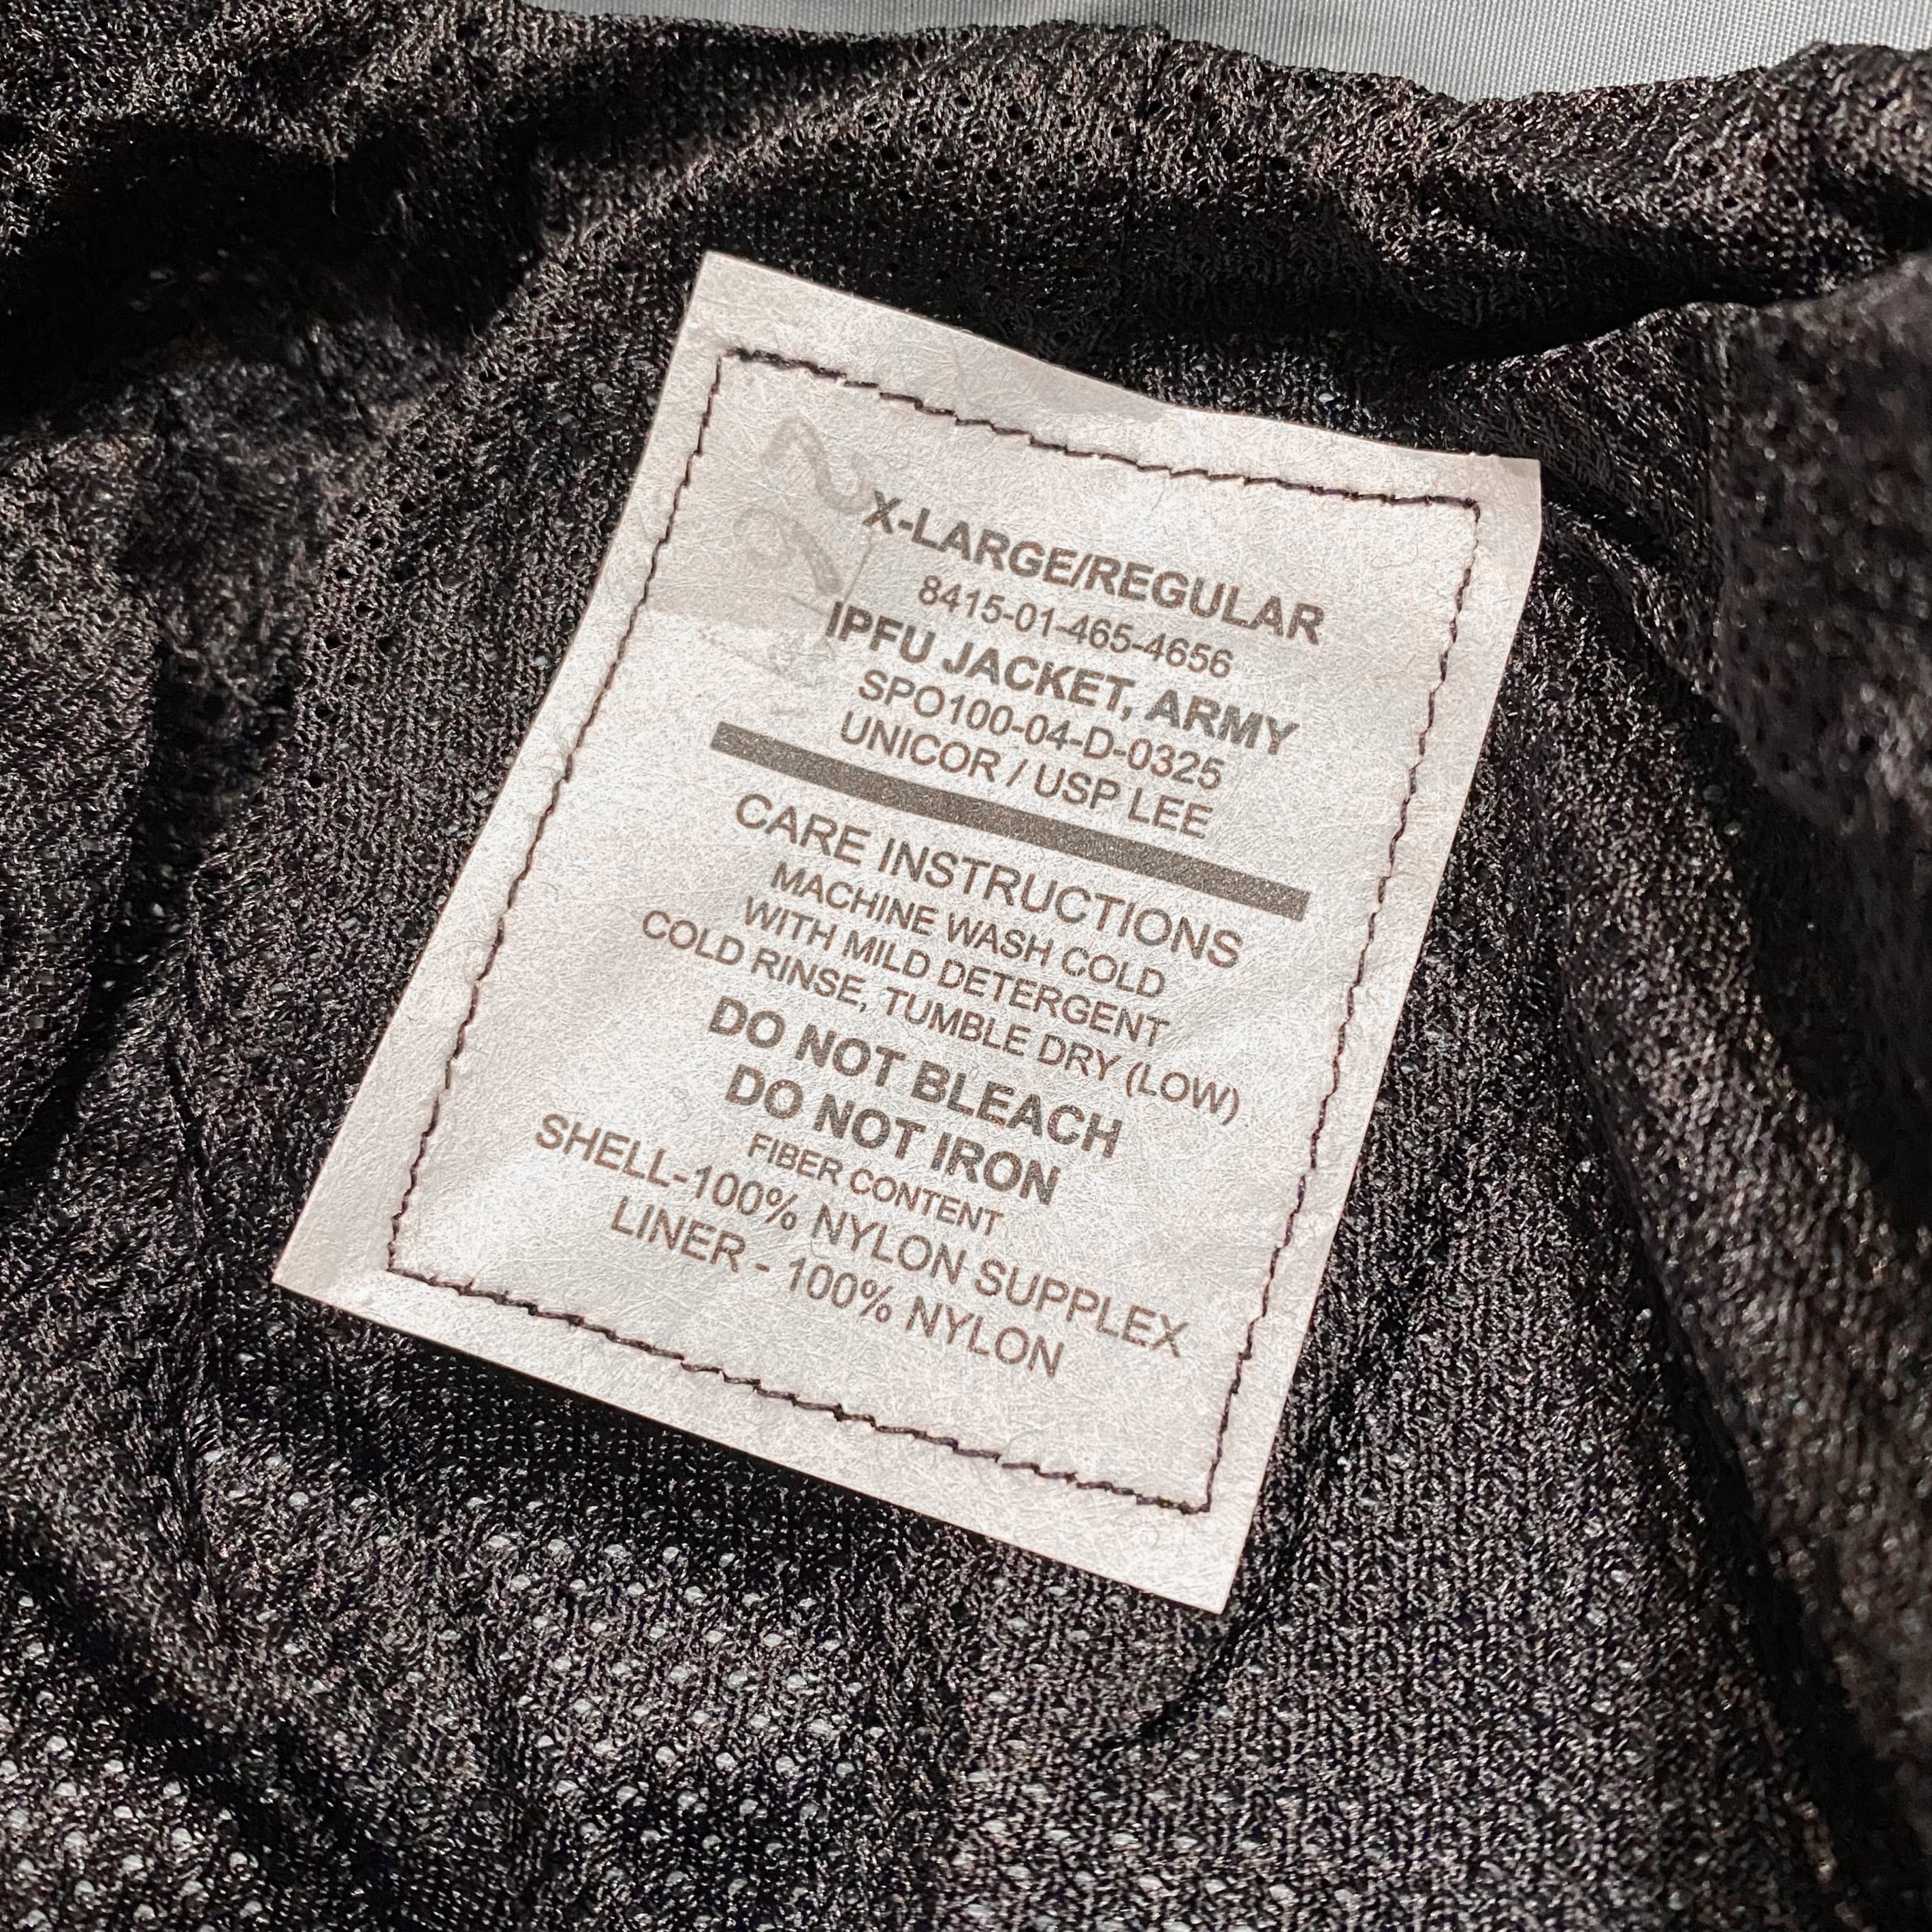 X-LARGE/REGULAR
8415-01-465-4656
IPFU JACKET, ARMY
SPO100-04-D-0325
UNICOR / USP LEE
CARE INSTRUCTIONS
MACHINE WASH COLD
WITH MILD DETERGENT
COLD RINSE, TUMBLE DRY (LOW)
DO NOT BLEACH
DO NOT IRON
FIBER CONTENT
SHELL-100% NYLON SUPPLEX
LINER - 100% NYLON